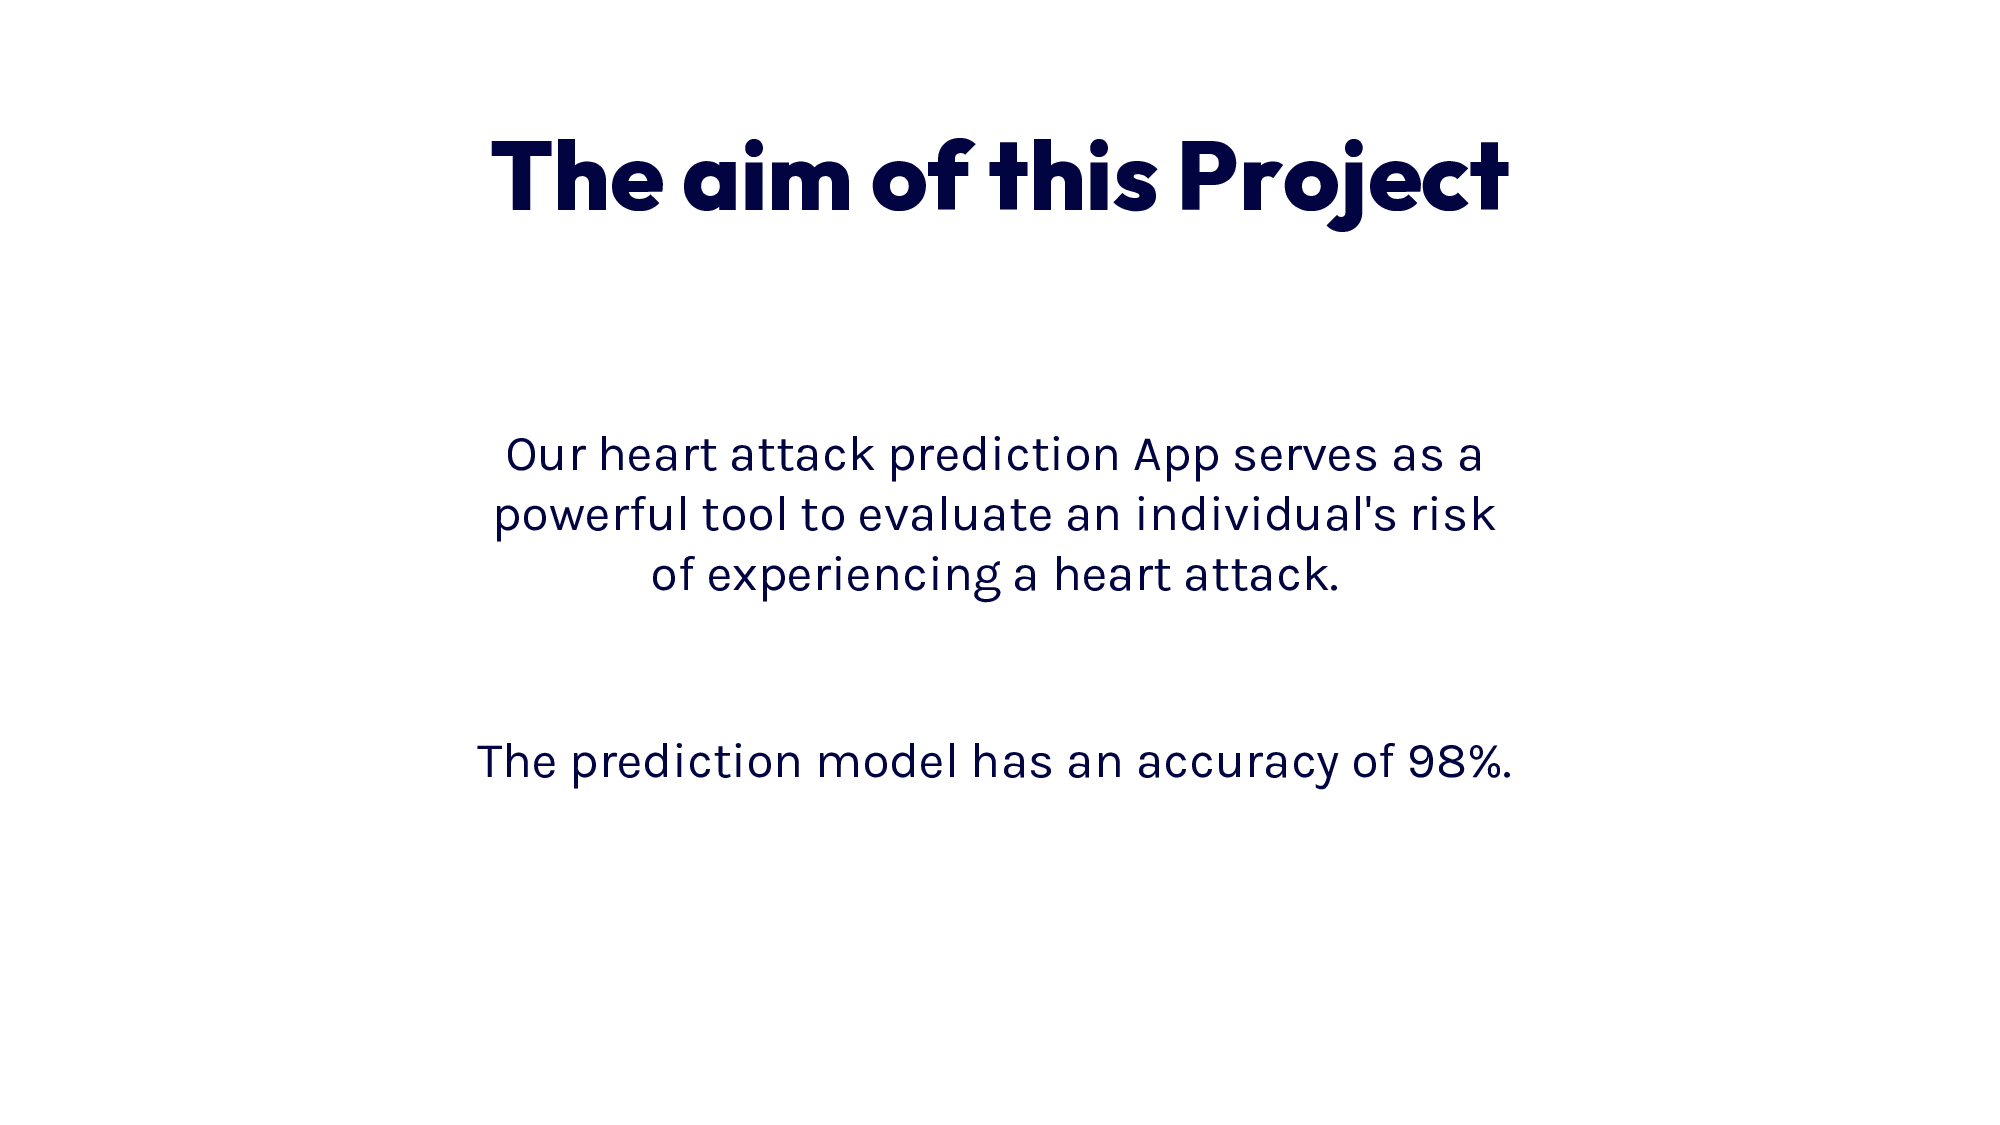 The aim of this Project
Our heart attack prediction App serves as a
powerful tool to evaluate an individual's risk
of experiencing a heart attack.
The prediction model has an accuracy of 98%.